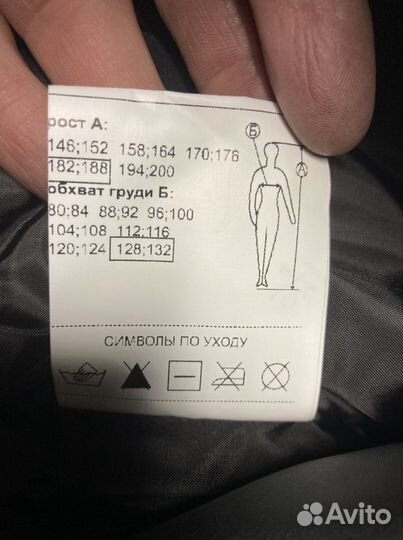 рост А:
146;152 158;164 170;176
182;188 194;200
обхват груди Б:
80;84 88;92 96;100
104;108 112;116
120;124 128;132
Б
А
СИМВОЛЫ ПО УХОДУ
Avito